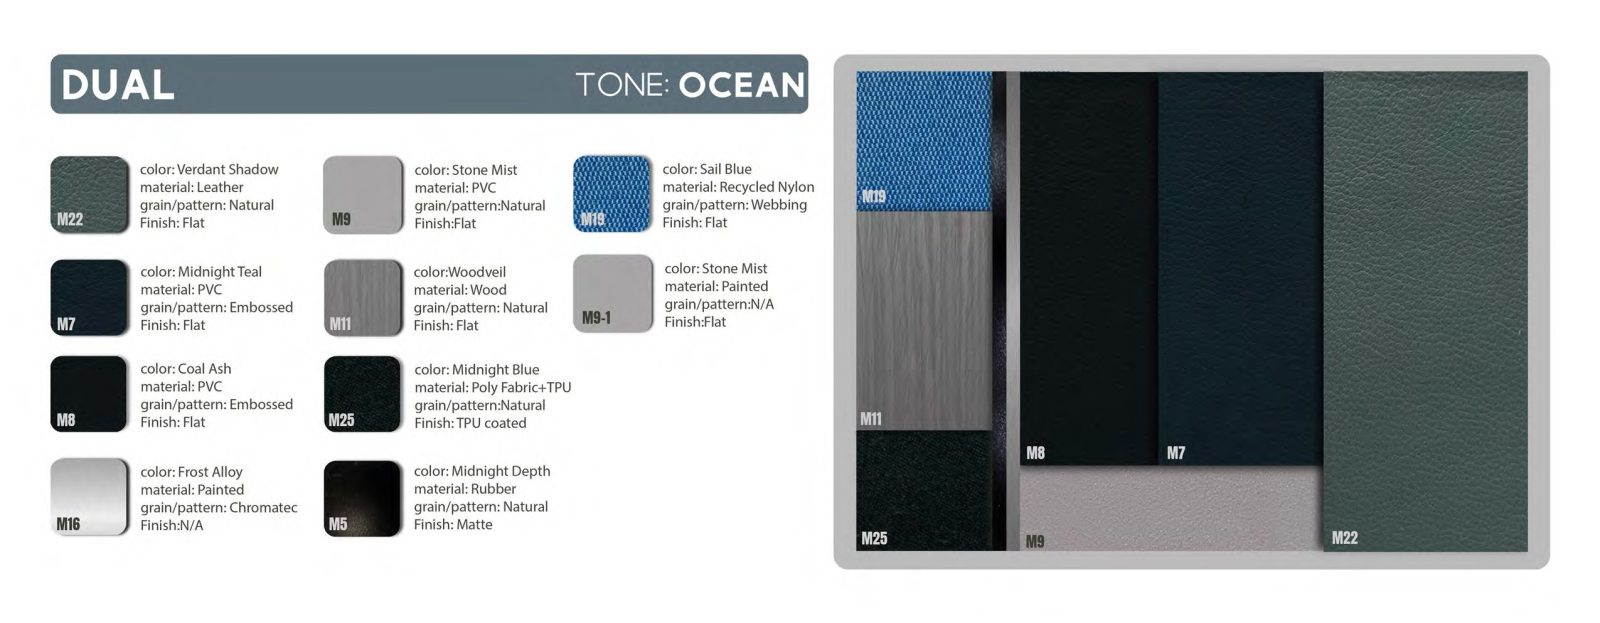 DUAL
TONE: OCEAN
M22
color: Verdant Shadow
material: Leather
grain/pattern: Natural
Finish: Flat
M7
color: Midnight Teal
material: PVC
grain/pattern: Embossed
Finish: Flat
M8
color: Coal Ash
material: PVC
grain/pattern: Embossed
Finish: Flat
M16
color: Frost Alloy
material: Painted
grain/pattern: Chromatec
Finish:N/A
M9
color: Stone Mist
material: PVC
grain/pattern:Natural
Finish:Flat
M11
color:Woodveil
material: Wood
grain/pattern: Natural
Finish: Flat
M25
color: Midnight Blue
material: Poly Fabric+TPU
grain/pattern:Natural
Finish: TPU coated
M5
color: Midnight Depth
material: Rubber
grain/pattern: Natural
Finish: Matte
M19
color: Sail Blue
material: Recycled Nylon
grain/pattern: Webbing
Finish: Flat
M9-1
color: Stone Mist
material: Painted
grain/pattern:N/A
Finish:Flat
M19
M11
M25
M8
M7
M9
M22